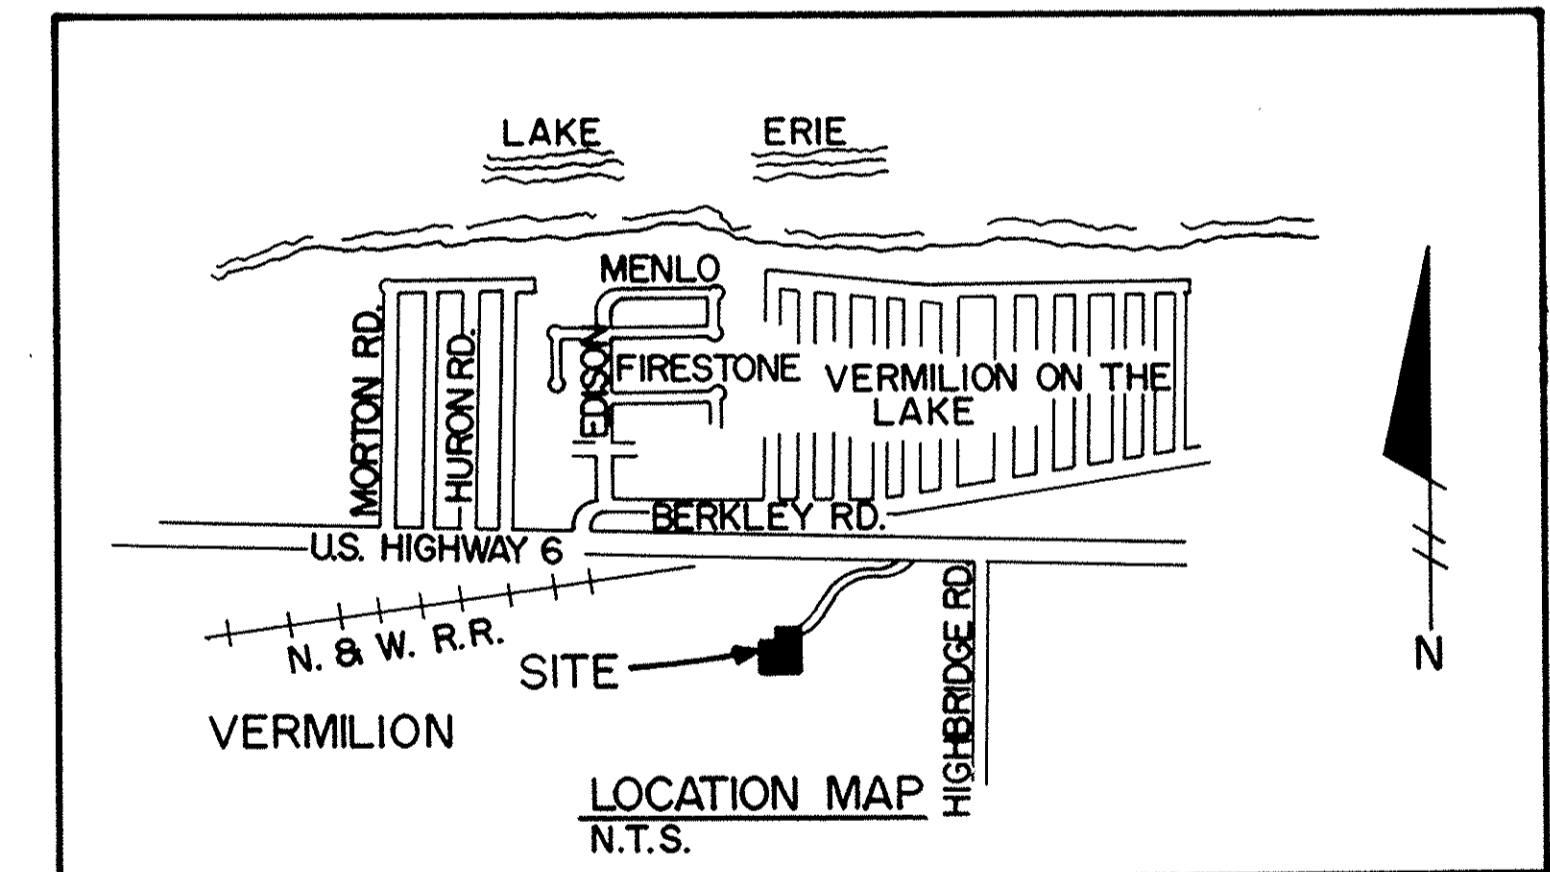 LAKE ERIE
MENLO
MORTON RD.
HURON RD.
EDISON
FIRESTONE
VERMILION ON THE
LAKE
BERKLEY RD.
U.S. HIGHWAY 6
N. & W. R.R.
SITE
HIGHBRIDGE RD.
N
VERMILION
LOCATION MAP
N.T.S.